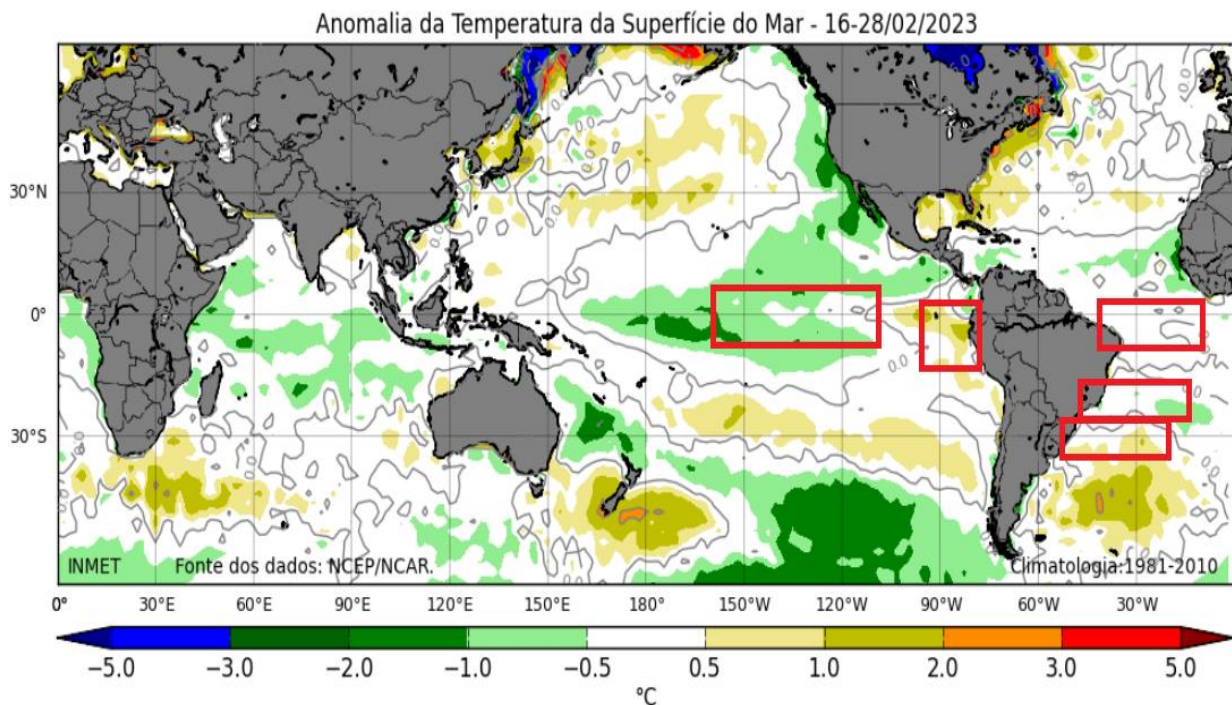 Anomalia da Temperatura da Superfície do Mar - 16-28/02/2023
30°N
0°
30°S
INMET Fonte dos dados: NCEP/NCAR. Climatologia:1981-2010
0° 30°E 60°E 90°E 120°E 150°E 180° 150°W 120°W 90°W 60°W 30°W
−5.0 −3.0 −2.0 −1.0 −0.5 0.5 1.0 2.0 3.0 5.0
°C